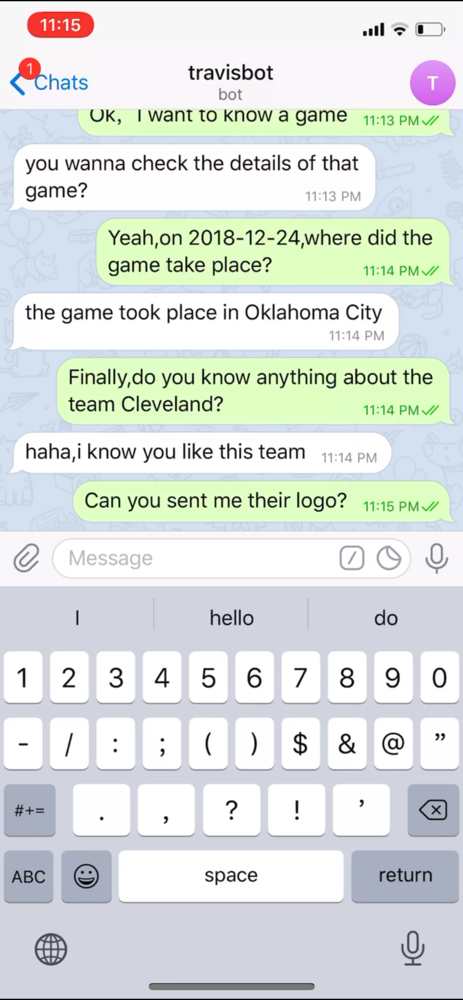 11:15
1
Chats
travisbot
bot
T
Ok, I want to know a game 11:13 PM
you wanna check the details of that
game? 11:13 PM
Yeah,on 2018-12-24,where did the
game take place? 11:14 PM
the game took place in Oklahoma City
11:14 PM
Finally,do you know anything about the
team Cleveland? 11:14 PM
haha,i know you like this team 11:14 PM
Can you sent me their logo? 11:15 PM
Message
I hello do
1 2 3 4 5 6 7 8 9 0
- / : ; ( ) $ & @ ”
#+= . , ? ! ’
ABC space return